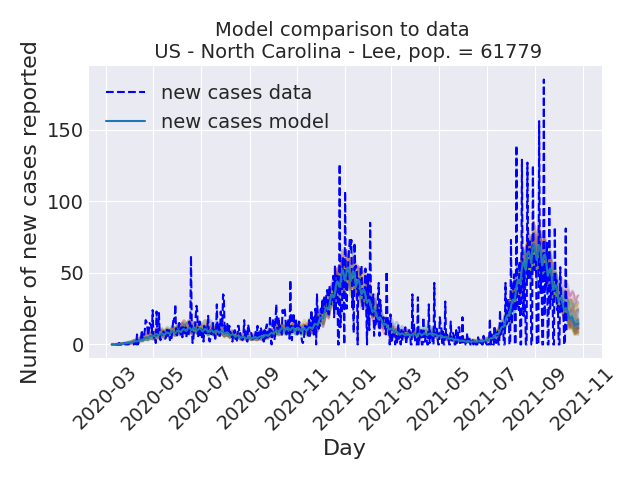 Model comparison to data
US - North Carolina - Lee, pop. = 61779
new cases data
new cases model
Number of new cases reported
150
100
50
0
2020-03
2020-05
2020-07
2020-09
2020-11
2021-01
2021-03
2021-05
2021-07
2021-09
2021-11
Day